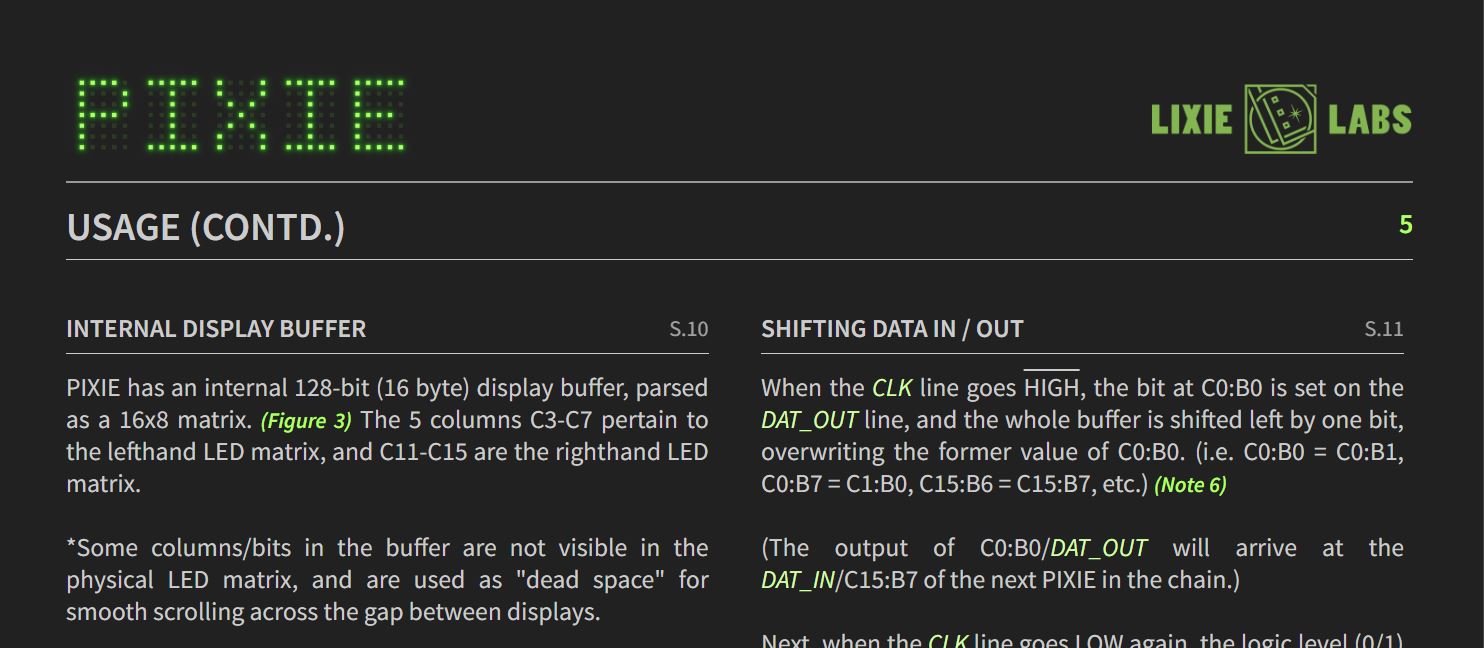 PIXIE
LIXIE LABS
USAGE (CONTD.)
5
INTERNAL DISPLAY BUFFER
S.10
PIXIE has an internal 128-bit (16 byte) display buffer, parsed
as a 16x8 matrix. (Figure 3) The 5 columns C3-C7 pertain to
the lefthand LED matrix, and C11-C15 are the righthand LED
matrix.
*Some columns/bits in the buffer are not visible in the
physical LED matrix, and are used as "dead space" for
smooth scrolling across the gap between displays.
SHIFTING DATA IN / OUT
S.11
When the CLK line goes HIGH, the bit at C0:B0 is set on the
DAT_OUT line, and the whole buffer is shifted left by one bit,
overwriting the former value of C0:B0. (i.e. C0:B0 = C0:B1,
C0:B7 = C1:B0, C15:B6 = C15:B7, etc.) (Note 6)
(The output of C0:B0/DAT_OUT will arrive at the
DAT_IN/C15:B7 of the next PIXIE in the chain.)
Next, when the CLK line goes LOW again, the logic level (0/1)